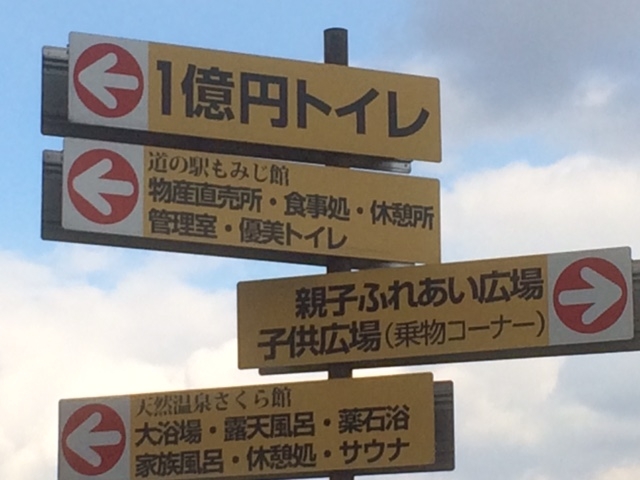 1億円トイレ
道の駅もみじ館
物産直売所・食事処・休憩所
管理室・優美トイレ
親子ふれあい広場
子供広場(乗物コーナー)
天然温泉さくら館
大浴場・露天風呂・薬石浴
家族風呂・休憩処・サウナ